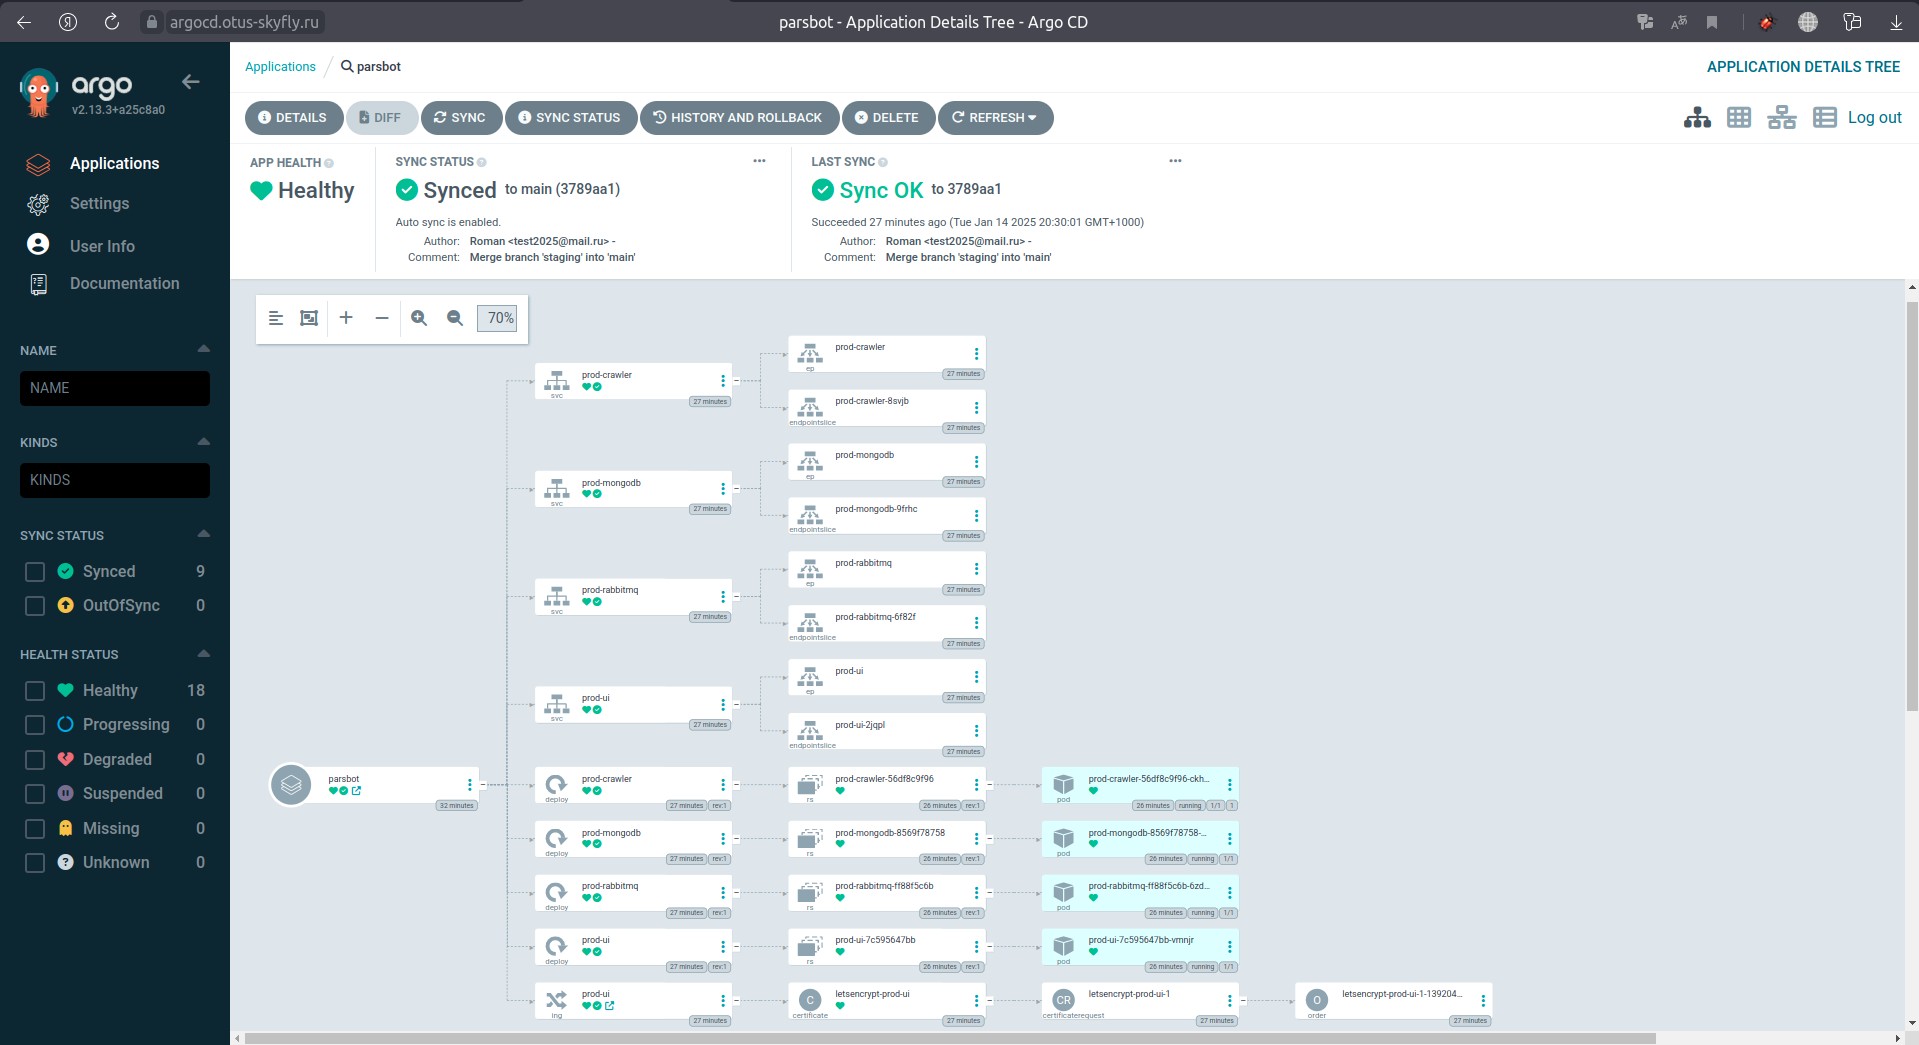 argocd.otus-skyfly.ru
parsbot - Application Details Tree - Argo CD
argo
v2.13.3+a25c8a0
Applications
Settings
User Info
Documentation
NAME
NAME
KINDS
KINDS
SYNC STATUS
Synced 9
OutOfSync 0
HEALTH STATUS
Healthy 18
Progressing 0
Degraded 0
Suspended 0
Missing 0
Unknown 0
Applications / parsbot
APPLICATION DETAILS TREE
DETAILS DIFF SYNC SYNC STATUS HISTORY AND ROLLBACK DELETE REFRESH
Log out
APP HEALTH
Healthy
SYNC STATUS
Synced to main (3789aa1)
Auto sync is enabled.
Author: Roman <test2025@mail.ru> -
Comment: Merge branch 'staging' into 'main'
LAST SYNC
Sync OK to 3789aa1
Succeeded 27 minutes ago (Tue Jan 14 2025 20:30:01 GMT+1000)
Author: Roman <test2025@mail.ru> -
Comment: Merge branch 'staging' into 'main'
70%
parsbot
32 minutes
prod-crawler
svc
27 minutes
prod-crawler
ep
27 minutes
prod-crawler-8svjb
endpointslice
27 minutes
prod-mongodb
svc
27 minutes
prod-mongodb
ep
27 minutes
prod-mongodb-9frhc
endpointslice
27 minutes
prod-rabbitmq
svc
27 minutes
prod-rabbitmq
ep
27 minutes
prod-rabbitmq-6f82f
endpointslice
27 minutes
prod-ui
svc
27 minutes
prod-ui
ep
27 minutes
prod-ui-2jqpl
endpointslice
27 minutes
prod-crawler
deploy
27 minutes rev:1
prod-crawler-56df8c9f96
rs
26 minutes rev:1
prod-crawler-56df8c9f96-ckh...
pod
26 minutes running 1/1 1
prod-mongodb
deploy
27 minutes rev:1
prod-mongodb-8569f78758
rs
26 minutes rev:1
prod-mongodb-8569f78758-...
pod
26 minutes running 1/1
prod-rabbitmq
deploy
27 minutes rev:1
prod-rabbitmq-ff88f5c6b
rs
26 minutes rev:1
prod-rabbitmq-ff88f5c6b-6zd...
pod
26 minutes running 1/1
prod-ui
deploy
27 minutes rev:1
prod-ui-7c595647bb
rs
26 minutes rev:1
prod-ui-7c595647bb-vmnjr
pod
26 minutes running 1/1
prod-ui
ing
27 minutes
C
letsencrypt-prod-ui
certificate
27 minutes
CR
letsencrypt-prod-ui-1
certificaterequest
27 minutes
O
letsencrypt-prod-ui-1-139204...
order
27 minutes